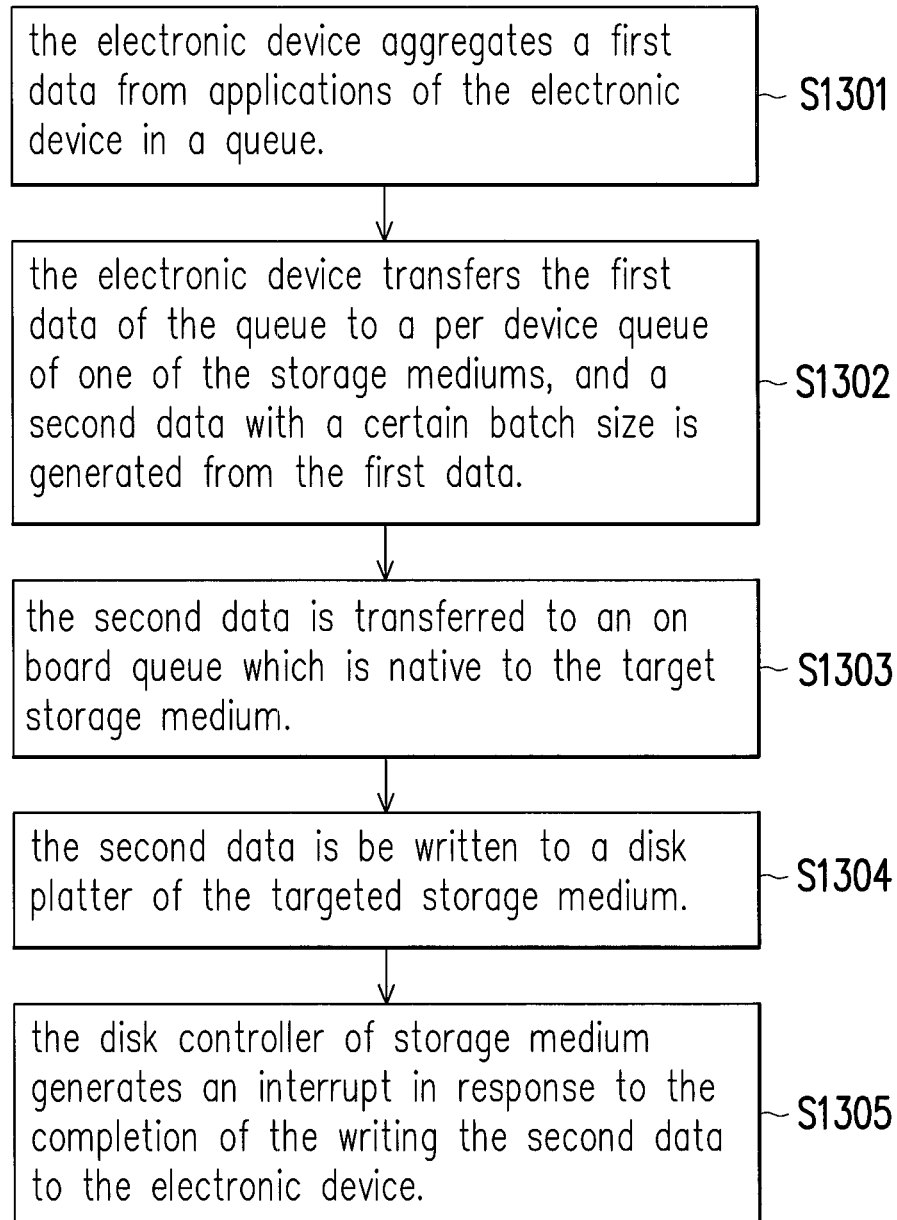 the electronic device aggregates a first
data from applications of the electronic
device in a queue.
S1301
the electronic device transfers the first
data of the queue to a per device queue
of one of the storage mediums, and a
second data with a certain batch size is
generated from the first data.
S1302
the second data is transferred to an on
board queue which is native to the target
storage medium.
S1303
the second data is be written to a disk
platter of the targeted storage medium.
S1304
the disk controller of storage medium
generates an interrupt in response to the
completion of the writing the second data
to the electronic device.
S1305